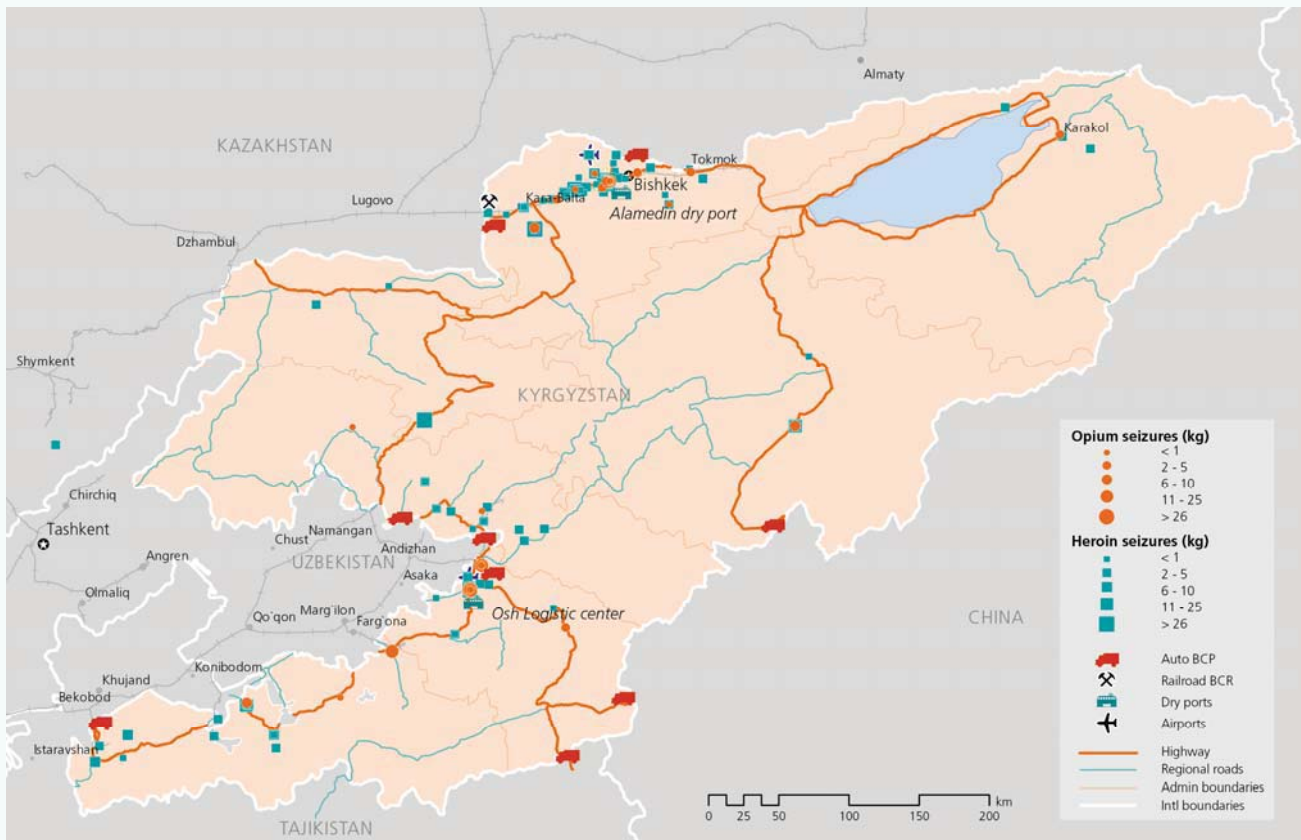 Almaty
KAZAKHSTAN
Karakol
Tokmok
Bishkek
Kara-Balta
Lugovo
Alamedin dry port
Dzhambul
Shymkent
KYRGYZSTAN
Chirchiq
Tashkent
Namangan
Chust
Andizhan
UZBEKISTAN
Angren
Asaka
Olmaliq
Marg`ilon
Qo`qon
Farg`ona
Osh Logistic center
CHINA
Konibodom
Khujand
Bekobod
Istaravshan
TAJIKISTAN
Opium seizures (kg)
< 1
2 - 5
6 - 10
11 - 25
> 26
Heroin seizures (kg)
< 1
2 - 5
6 - 10
11 - 25
> 26
Auto BCP
Railroad BCR
Dry ports
Airports
Highway
Regional roads
Admin boundaries
Intl boundaries
km
0 25 50 100 150 200